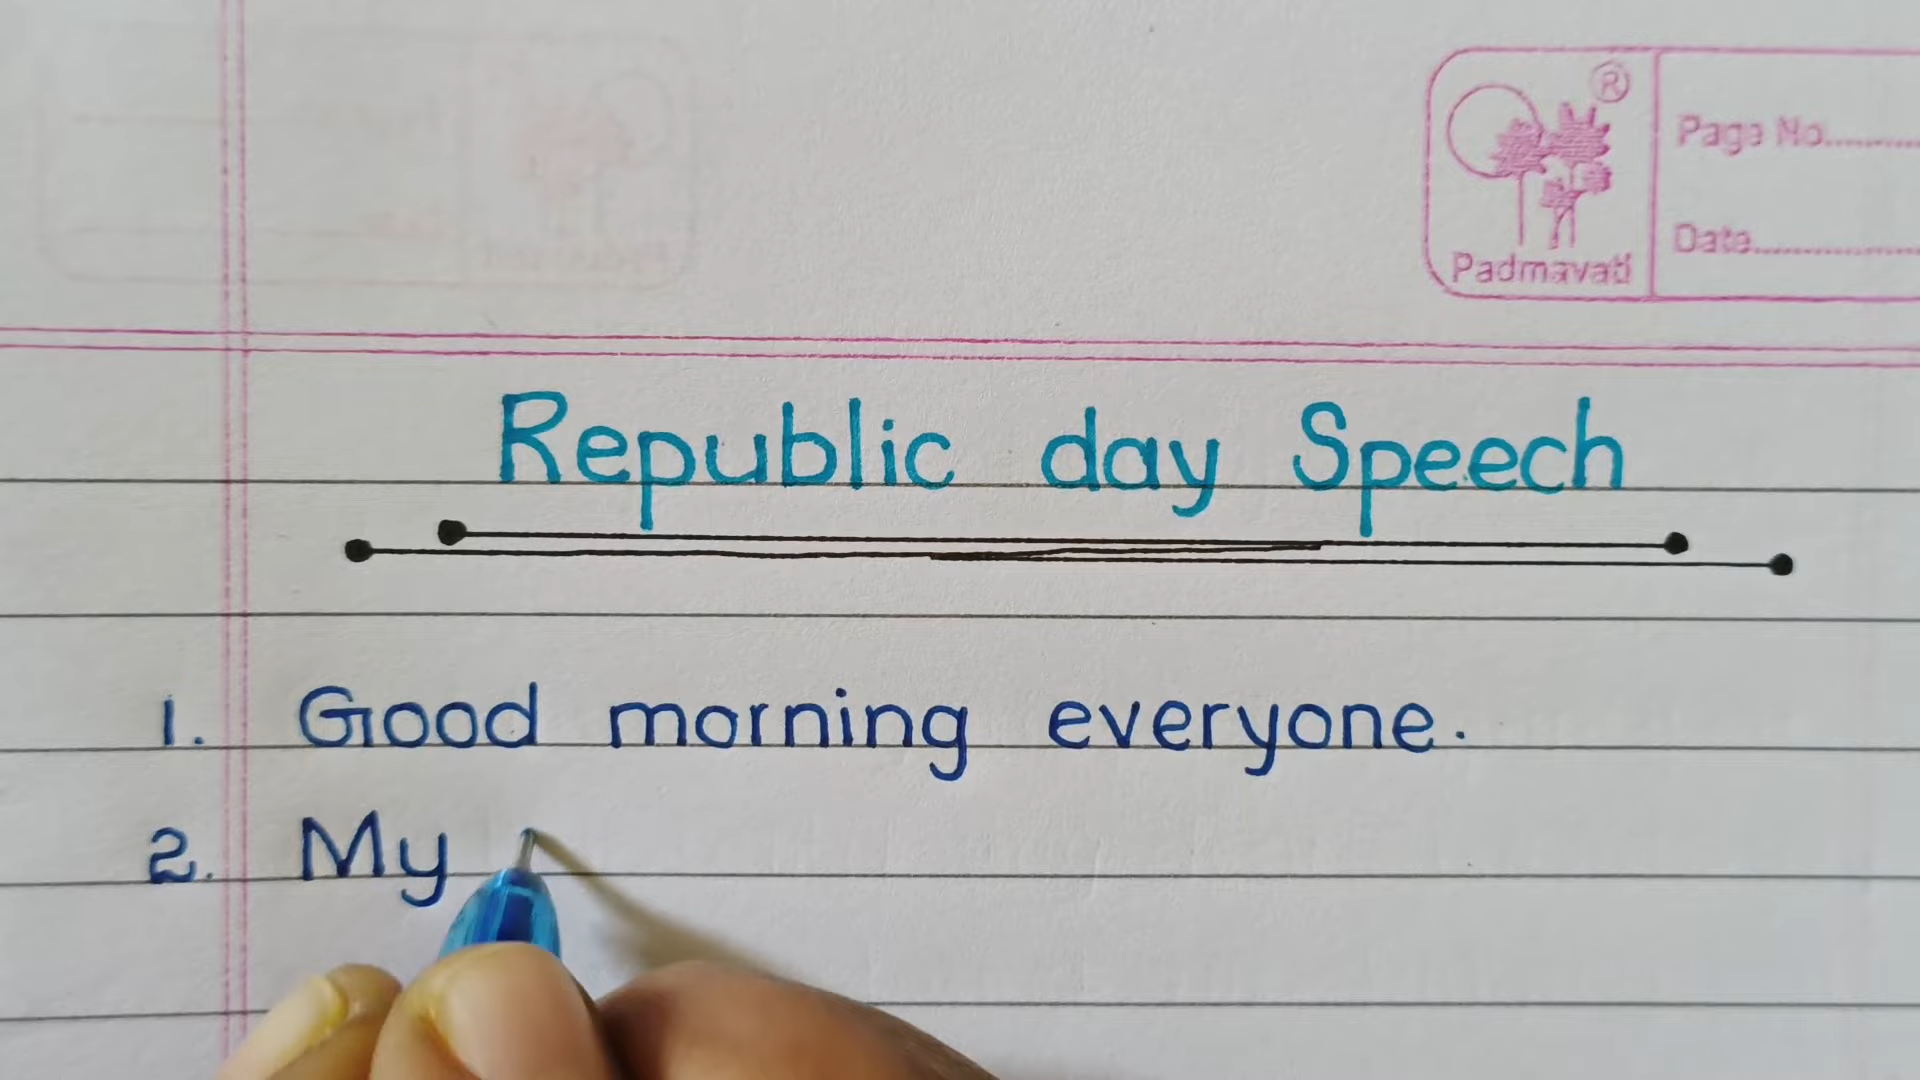 ®
Page No..........
Date..............
Padmavati
Republic day Speech
1. Good morning everyone.
2. My